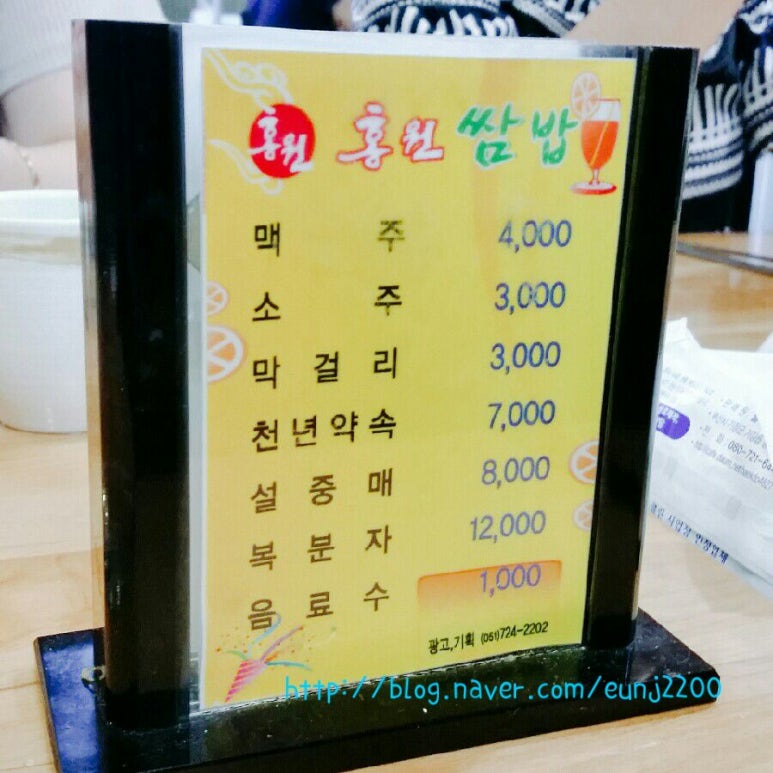 홍원 홍원 쌈밥
맥 주 4,000
소 주 3,000
막 걸 리 3,000
천년약속 7,000
설 중 매 8,000
복 분 자 12,000
음 료 수 1,000
광고,기획 (051)724-2202
http://blog.naver.com/eunj2200